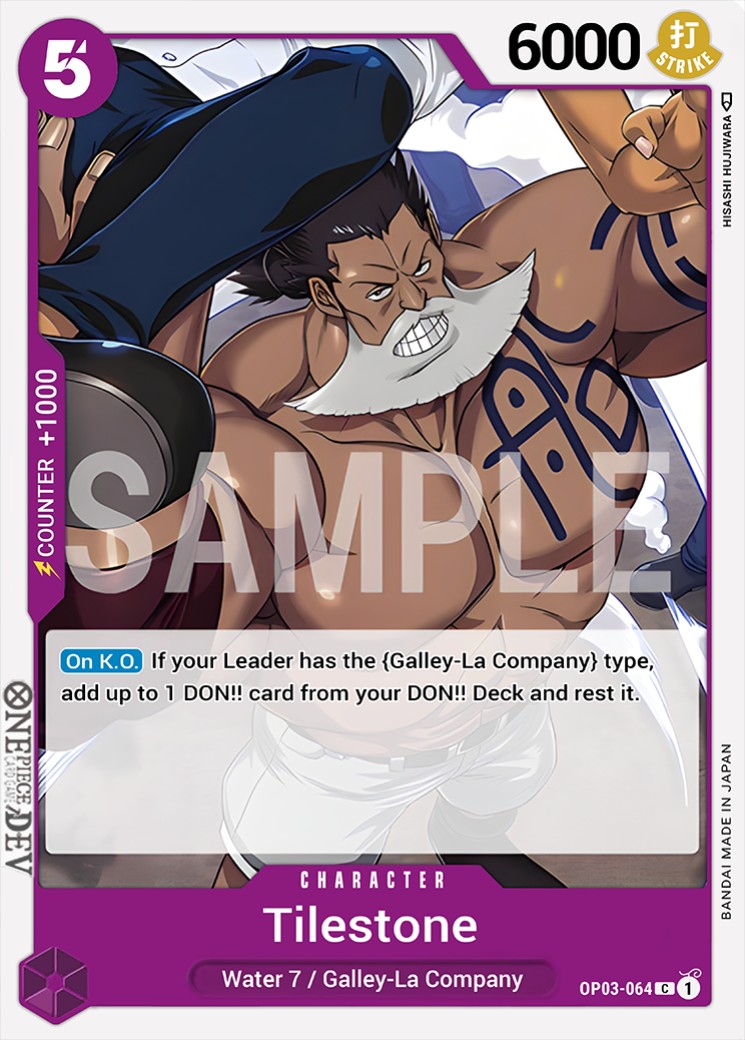 5
6000
打
STRIKE
HISASHI HUJIWARA
COUNTER +1000
SAMPLE
On K.O. If your Leader has the {Galley-La Company} type,
add up to 1 DON!! card from your DON!! Deck and rest it.
ONE PIECE
CARD GAME
DEV
BANDAI MADE IN JAPAN
CHARACTER
Tilestone
Water 7 / Galley-La Company
OP03-064 C 1